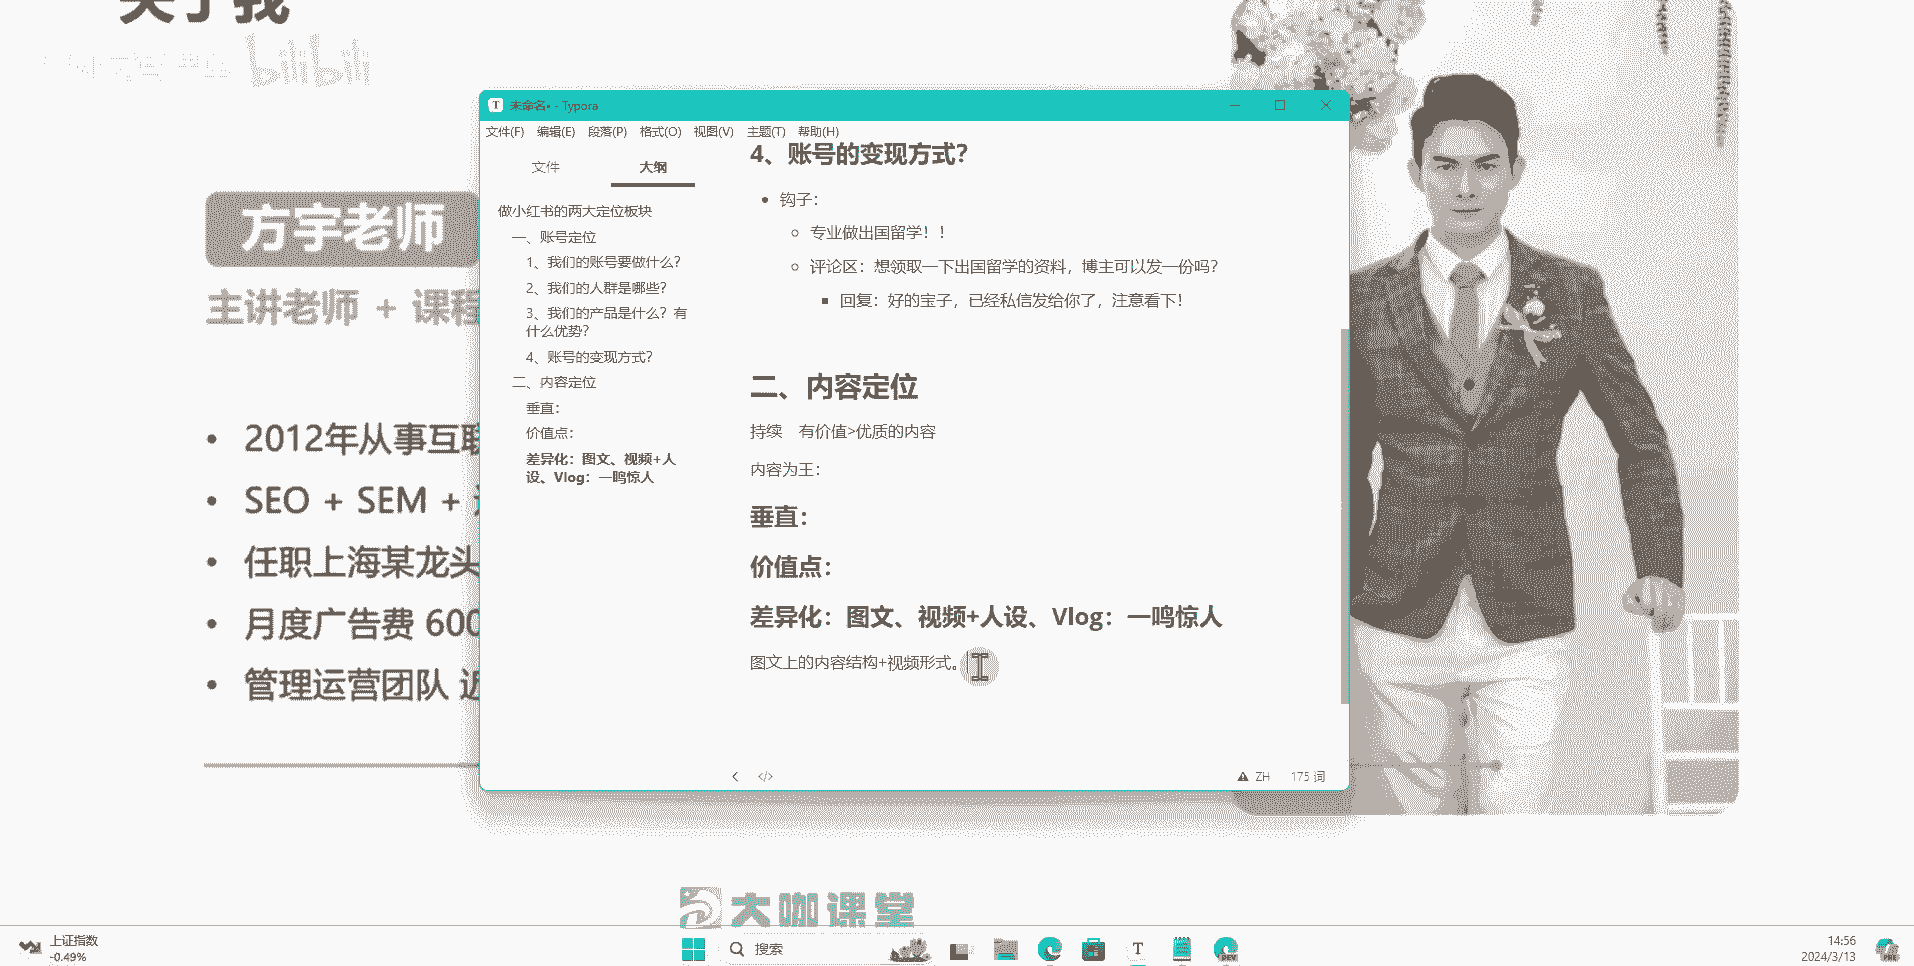 关于我
bilibili
方宇老师
主讲老师 + 课程
2012年从事互联
SEO + SEM +
任职上海某龙头
月度广告费 600
管理运营团队 近
未命名• - Typora
文件(F) 编辑(E) 段落(P) 格式(O) 视图(V) 主题(T) 帮助(H)
文件 大纲
做小红书的两大定位板块
一、账号定位
1、我们的账号要做什么？
2、我们的人群是哪些？
3、我们的产品是什么？有
什么优势？
4、账号的变现方式？
二、内容定位
垂直：
价值点：
差异化：图文、视频+人
设、Vlog：一鸣惊人
4、账号的变现方式？
钩子：
专业做出国留学！！
评论区：想领取一下出国留学的资料，博主可以发一份吗？
回复：好的宝子，已经私信发给你了，注意看下！
二、内容定位
持续 有价值>优质的内容
内容为王：
垂直：
价值点：
差异化：图文、视频+人设、Vlog：一鸣惊人
图文上的内容结构+视频形式。
ZH 175 词
大咖课堂
上证指数
-0.49%
搜索
T
DEV
14:56
2024/3/13
PRE